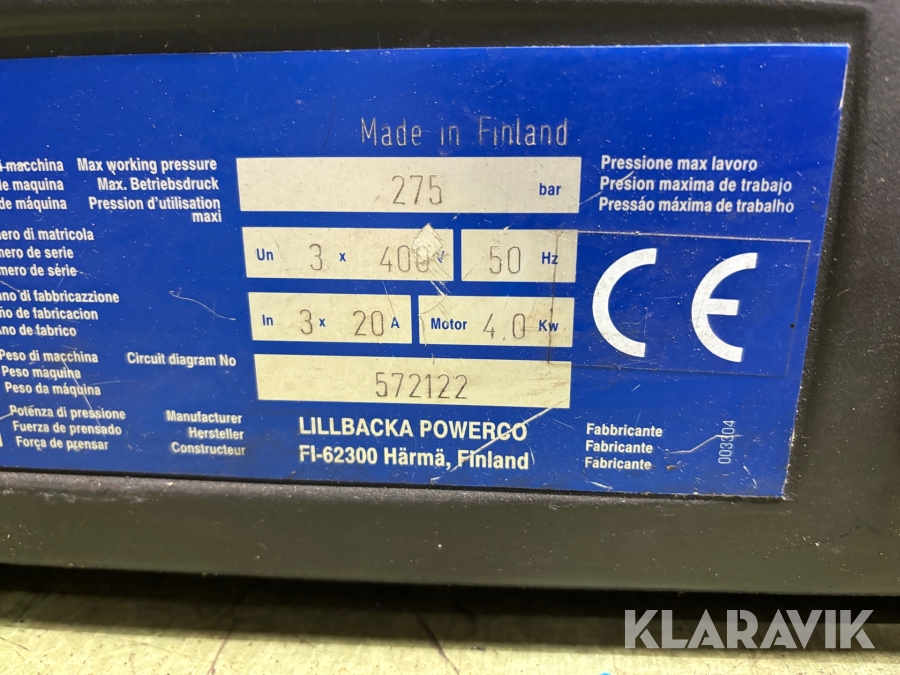 Made in Finland
macchina Max working pressure 275 bar Pressione max lavoro
de maquina Max. Betriebsdruck Presion maxima de trabajo
de máquina Pression d'utilisation maxi Pressão máxima de trabalho
ero di matricola
mero de serie Un 3 x 400 V 50 Hz
mero de série
no di fabbricazzione
ño de fabricacion In 3 x 20 A Motor 4,0 Kw
no de fabrico
CE
Peso di macchina Circuit diagram No
Peso maquina 572122
Peso da màquina
Potenza di pressione Manufacturer LILLBACKA POWERCO Fabbricante
Fuerza de prensado Hersteller FI-62300 Härmä, Finland Fabricante
Força de prensar Constructeur Fabricante
003304
KLARAVIK